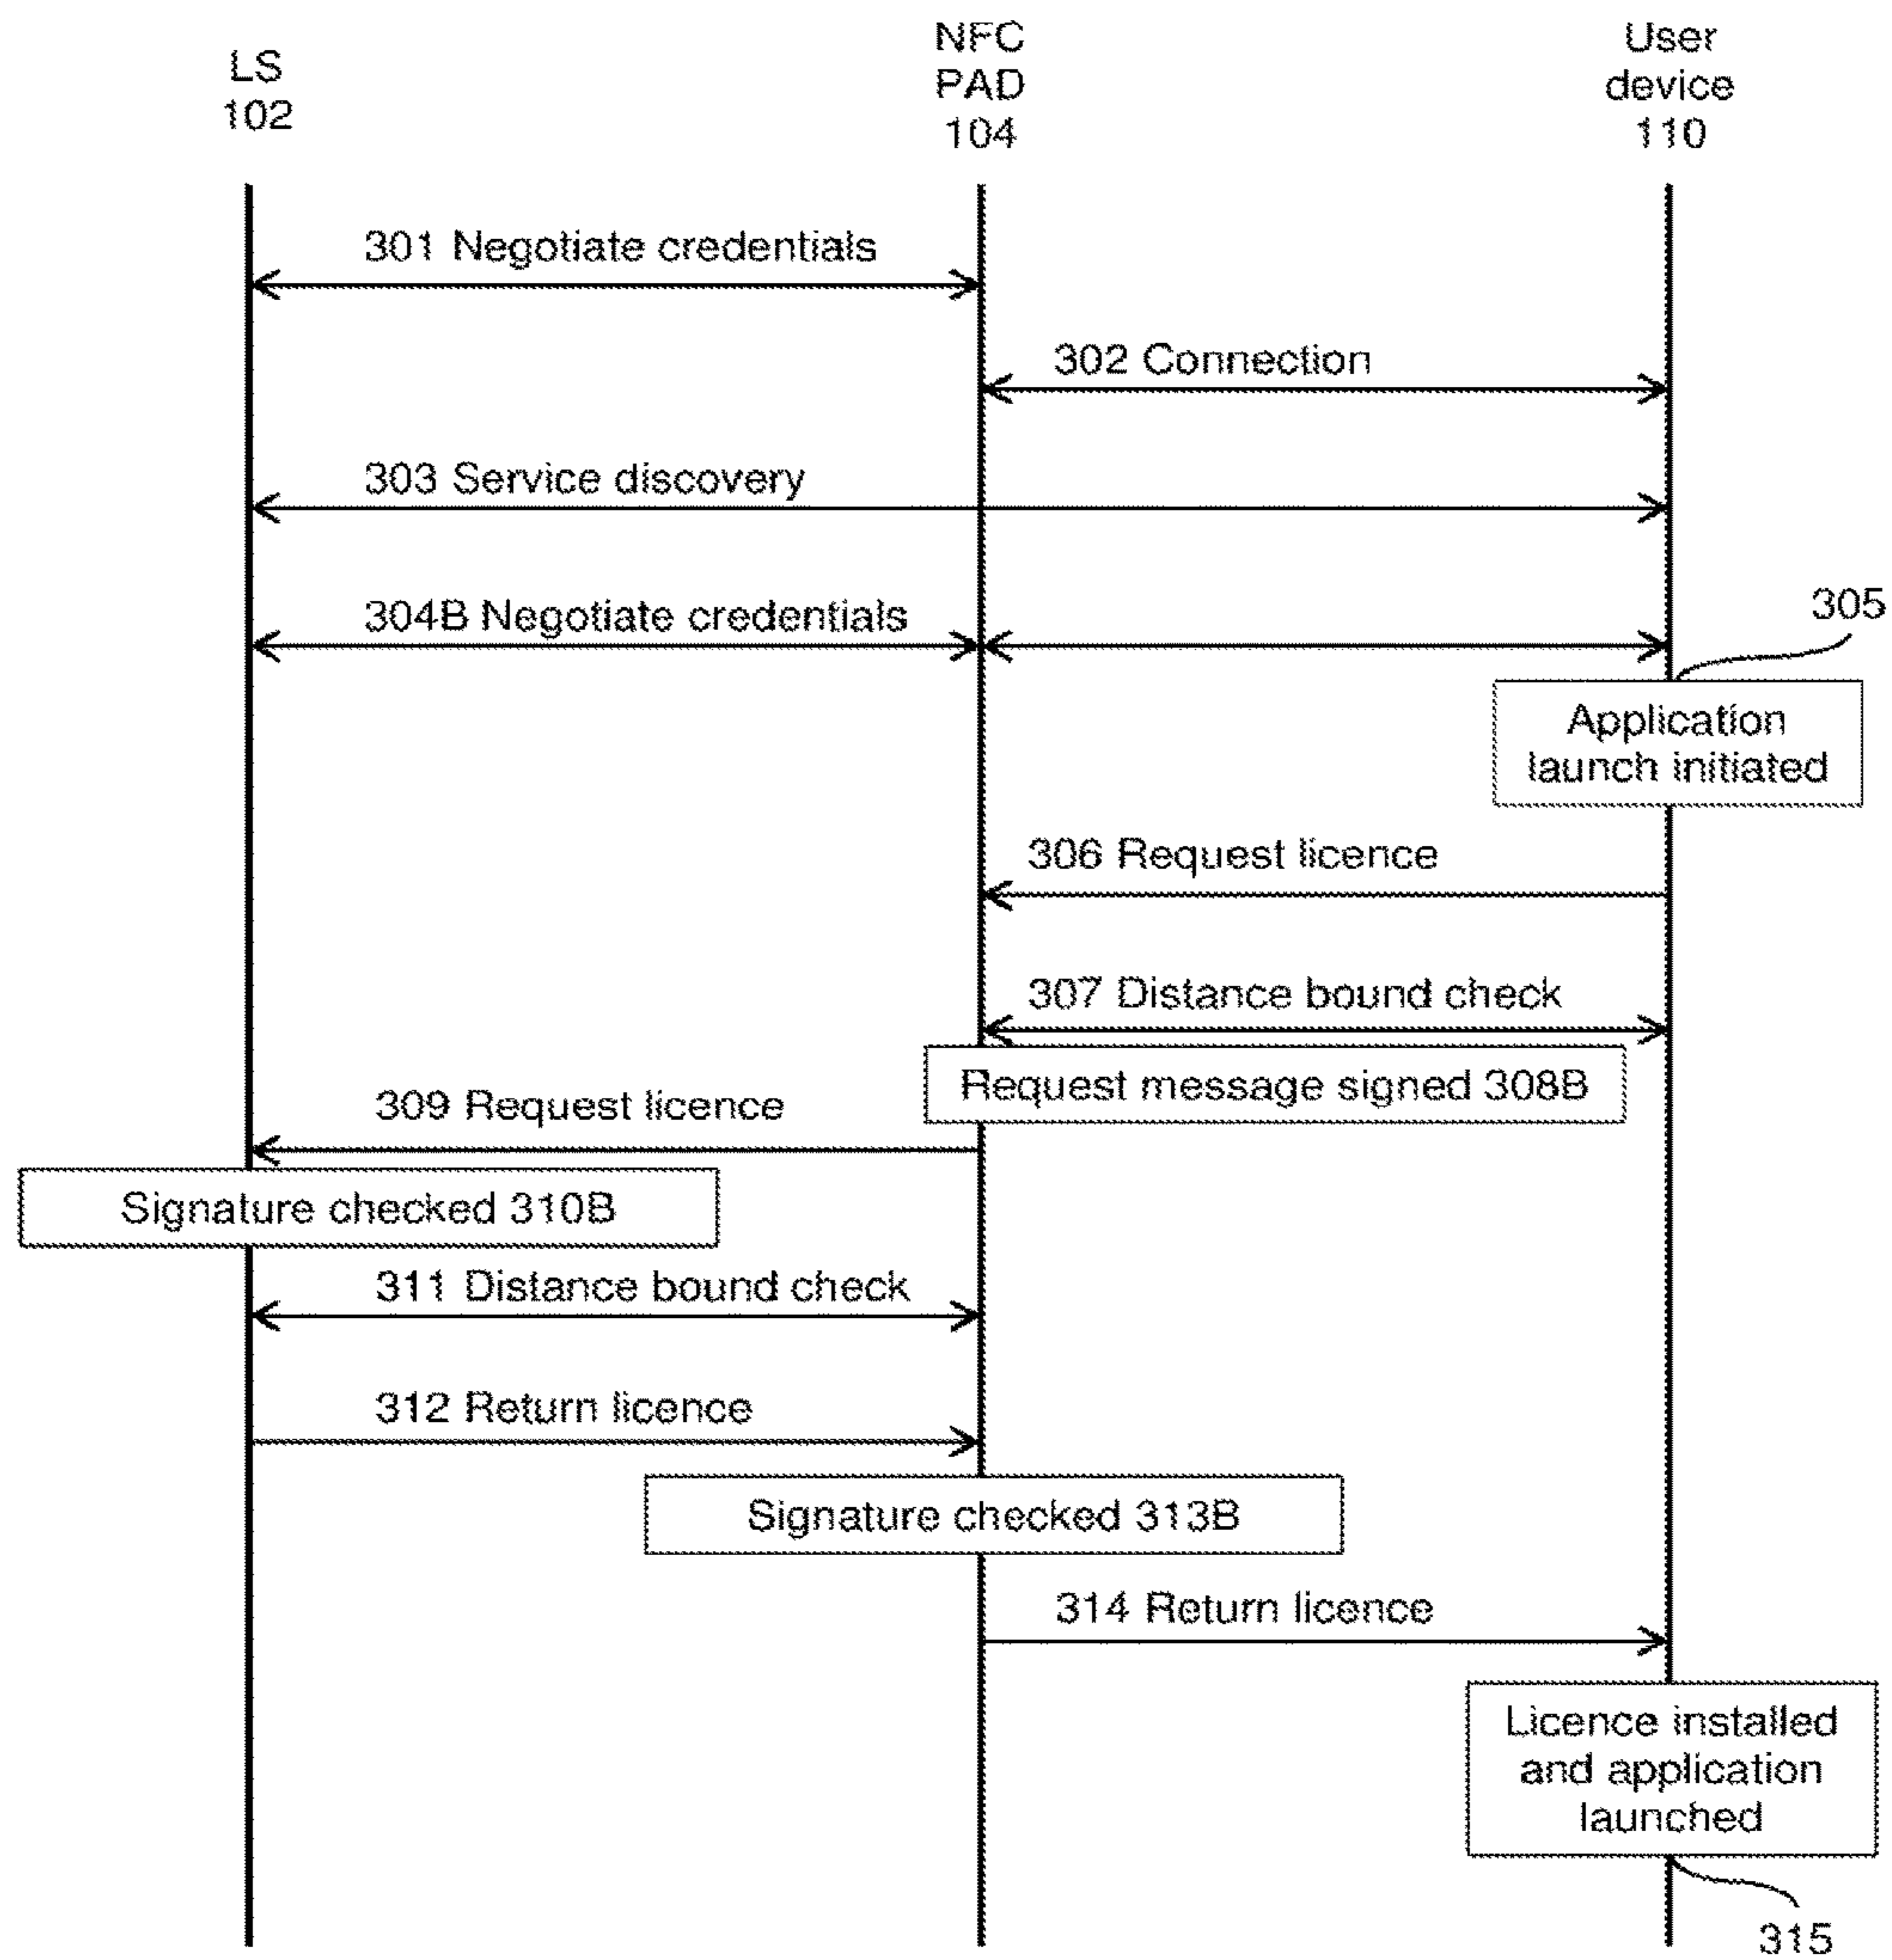 LS
102
NFC
PAD
104
User
device
110
301 Negotiate credentials
302 Connection
303 Service discovery
304B Negotiate credentials
305
Application
launch initiated
306 Request licence
307 Distance bound check
Request message signed 308B
309 Request licence
Signature checked 310B
311 Distance bound check
312 Return licence
Signature checked 313B
314 Return licence
Licence installed
and application
launched
315